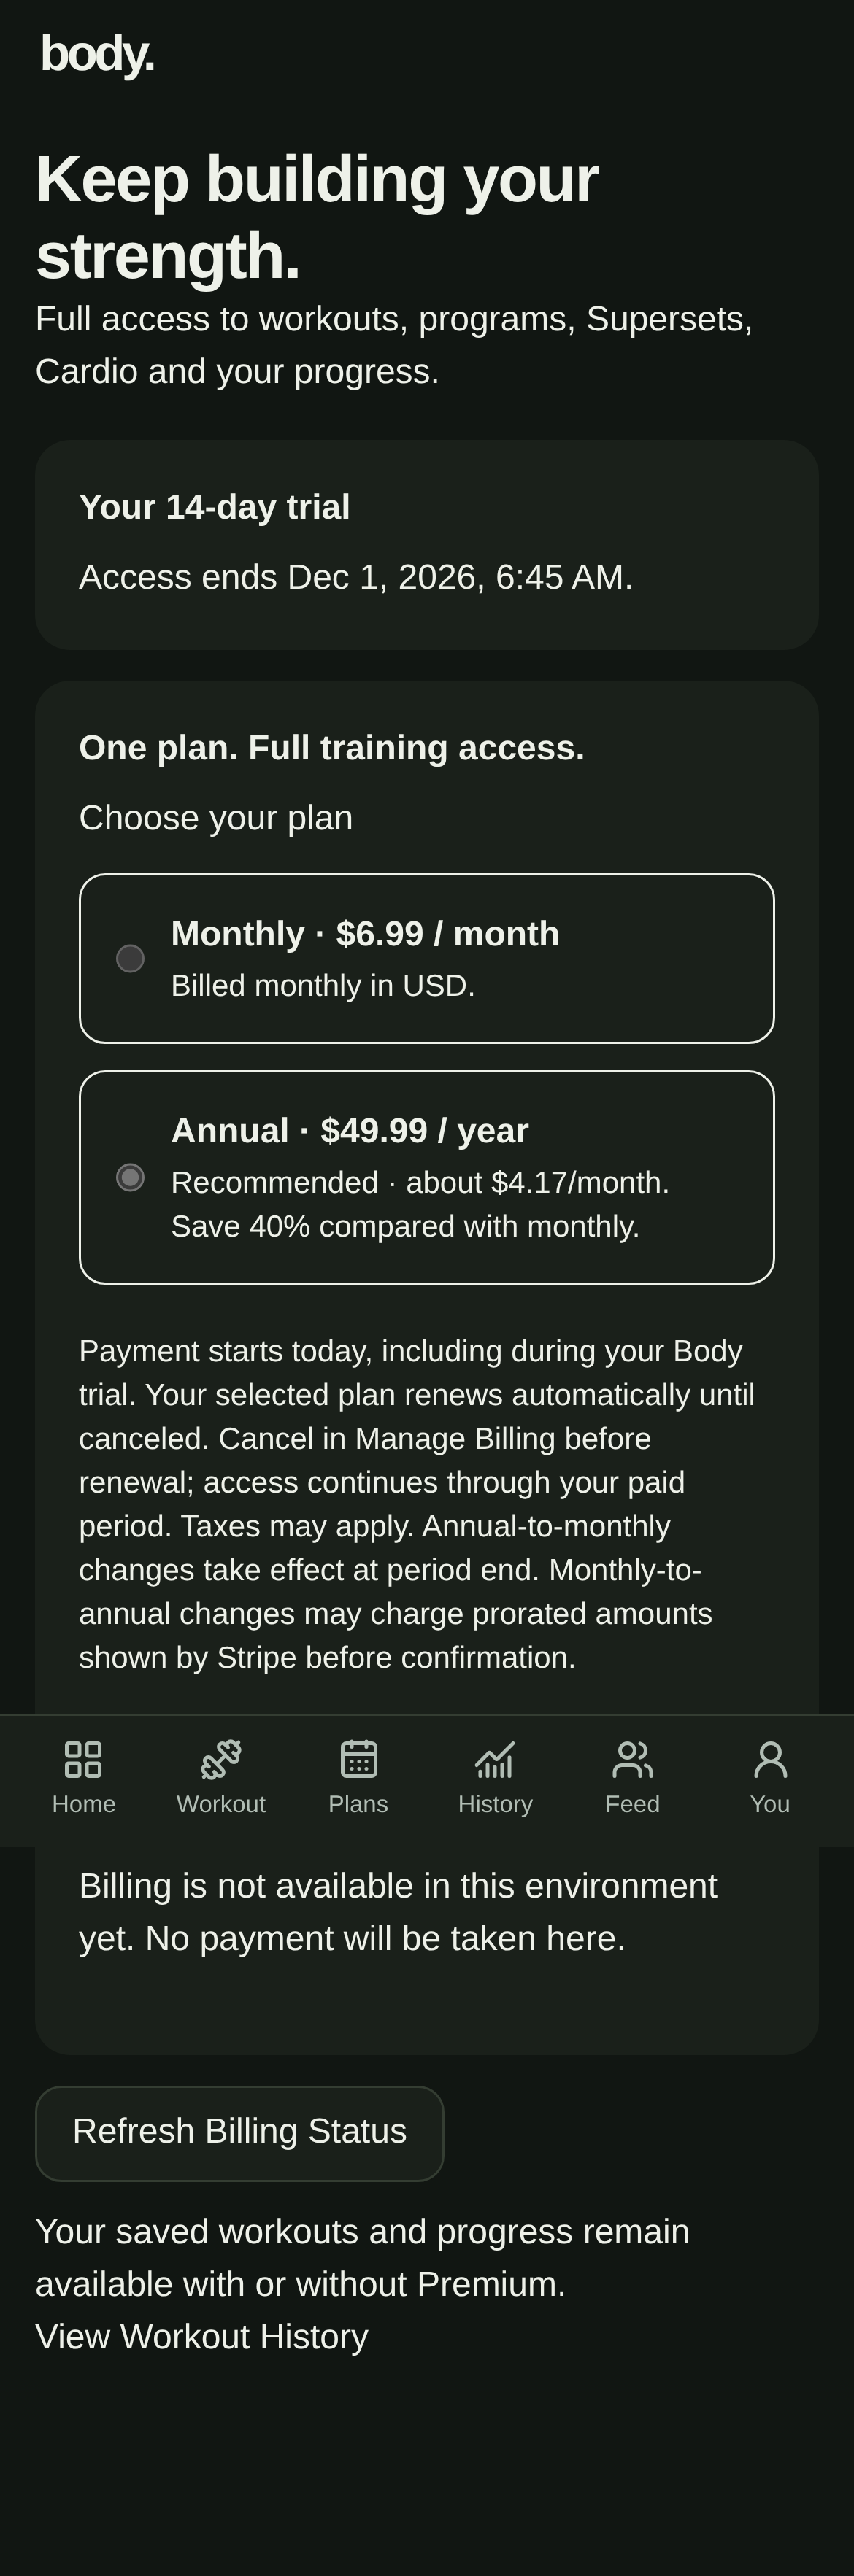 body.
Keep building your
strength.
Full access to workouts, programs, Supersets,
Cardio and your progress.
Your 14-day trial
Access ends Dec 1, 2026, 6:45 AM.
One plan. Full training access.
Choose your plan
Monthly · $6.99 / month
Billed monthly in USD.
Annual · $49.99 / year
Recommended · about $4.17/month.
Save 40% compared with monthly.
Payment starts today, including during your Body
trial. Your selected plan renews automatically until
canceled. Cancel in Manage Billing before
renewal; access continues through your paid
period. Taxes may apply. Annual-to-monthly
changes take effect at period end. Monthly-to-
annual changes may charge prorated amounts
shown by Stripe before confirmation.
Home Workout Plans History Feed You
Billing is not available in this environment
yet. No payment will be taken here.
Refresh Billing Status
Your saved workouts and progress remain
available with or without Premium.
View Workout History